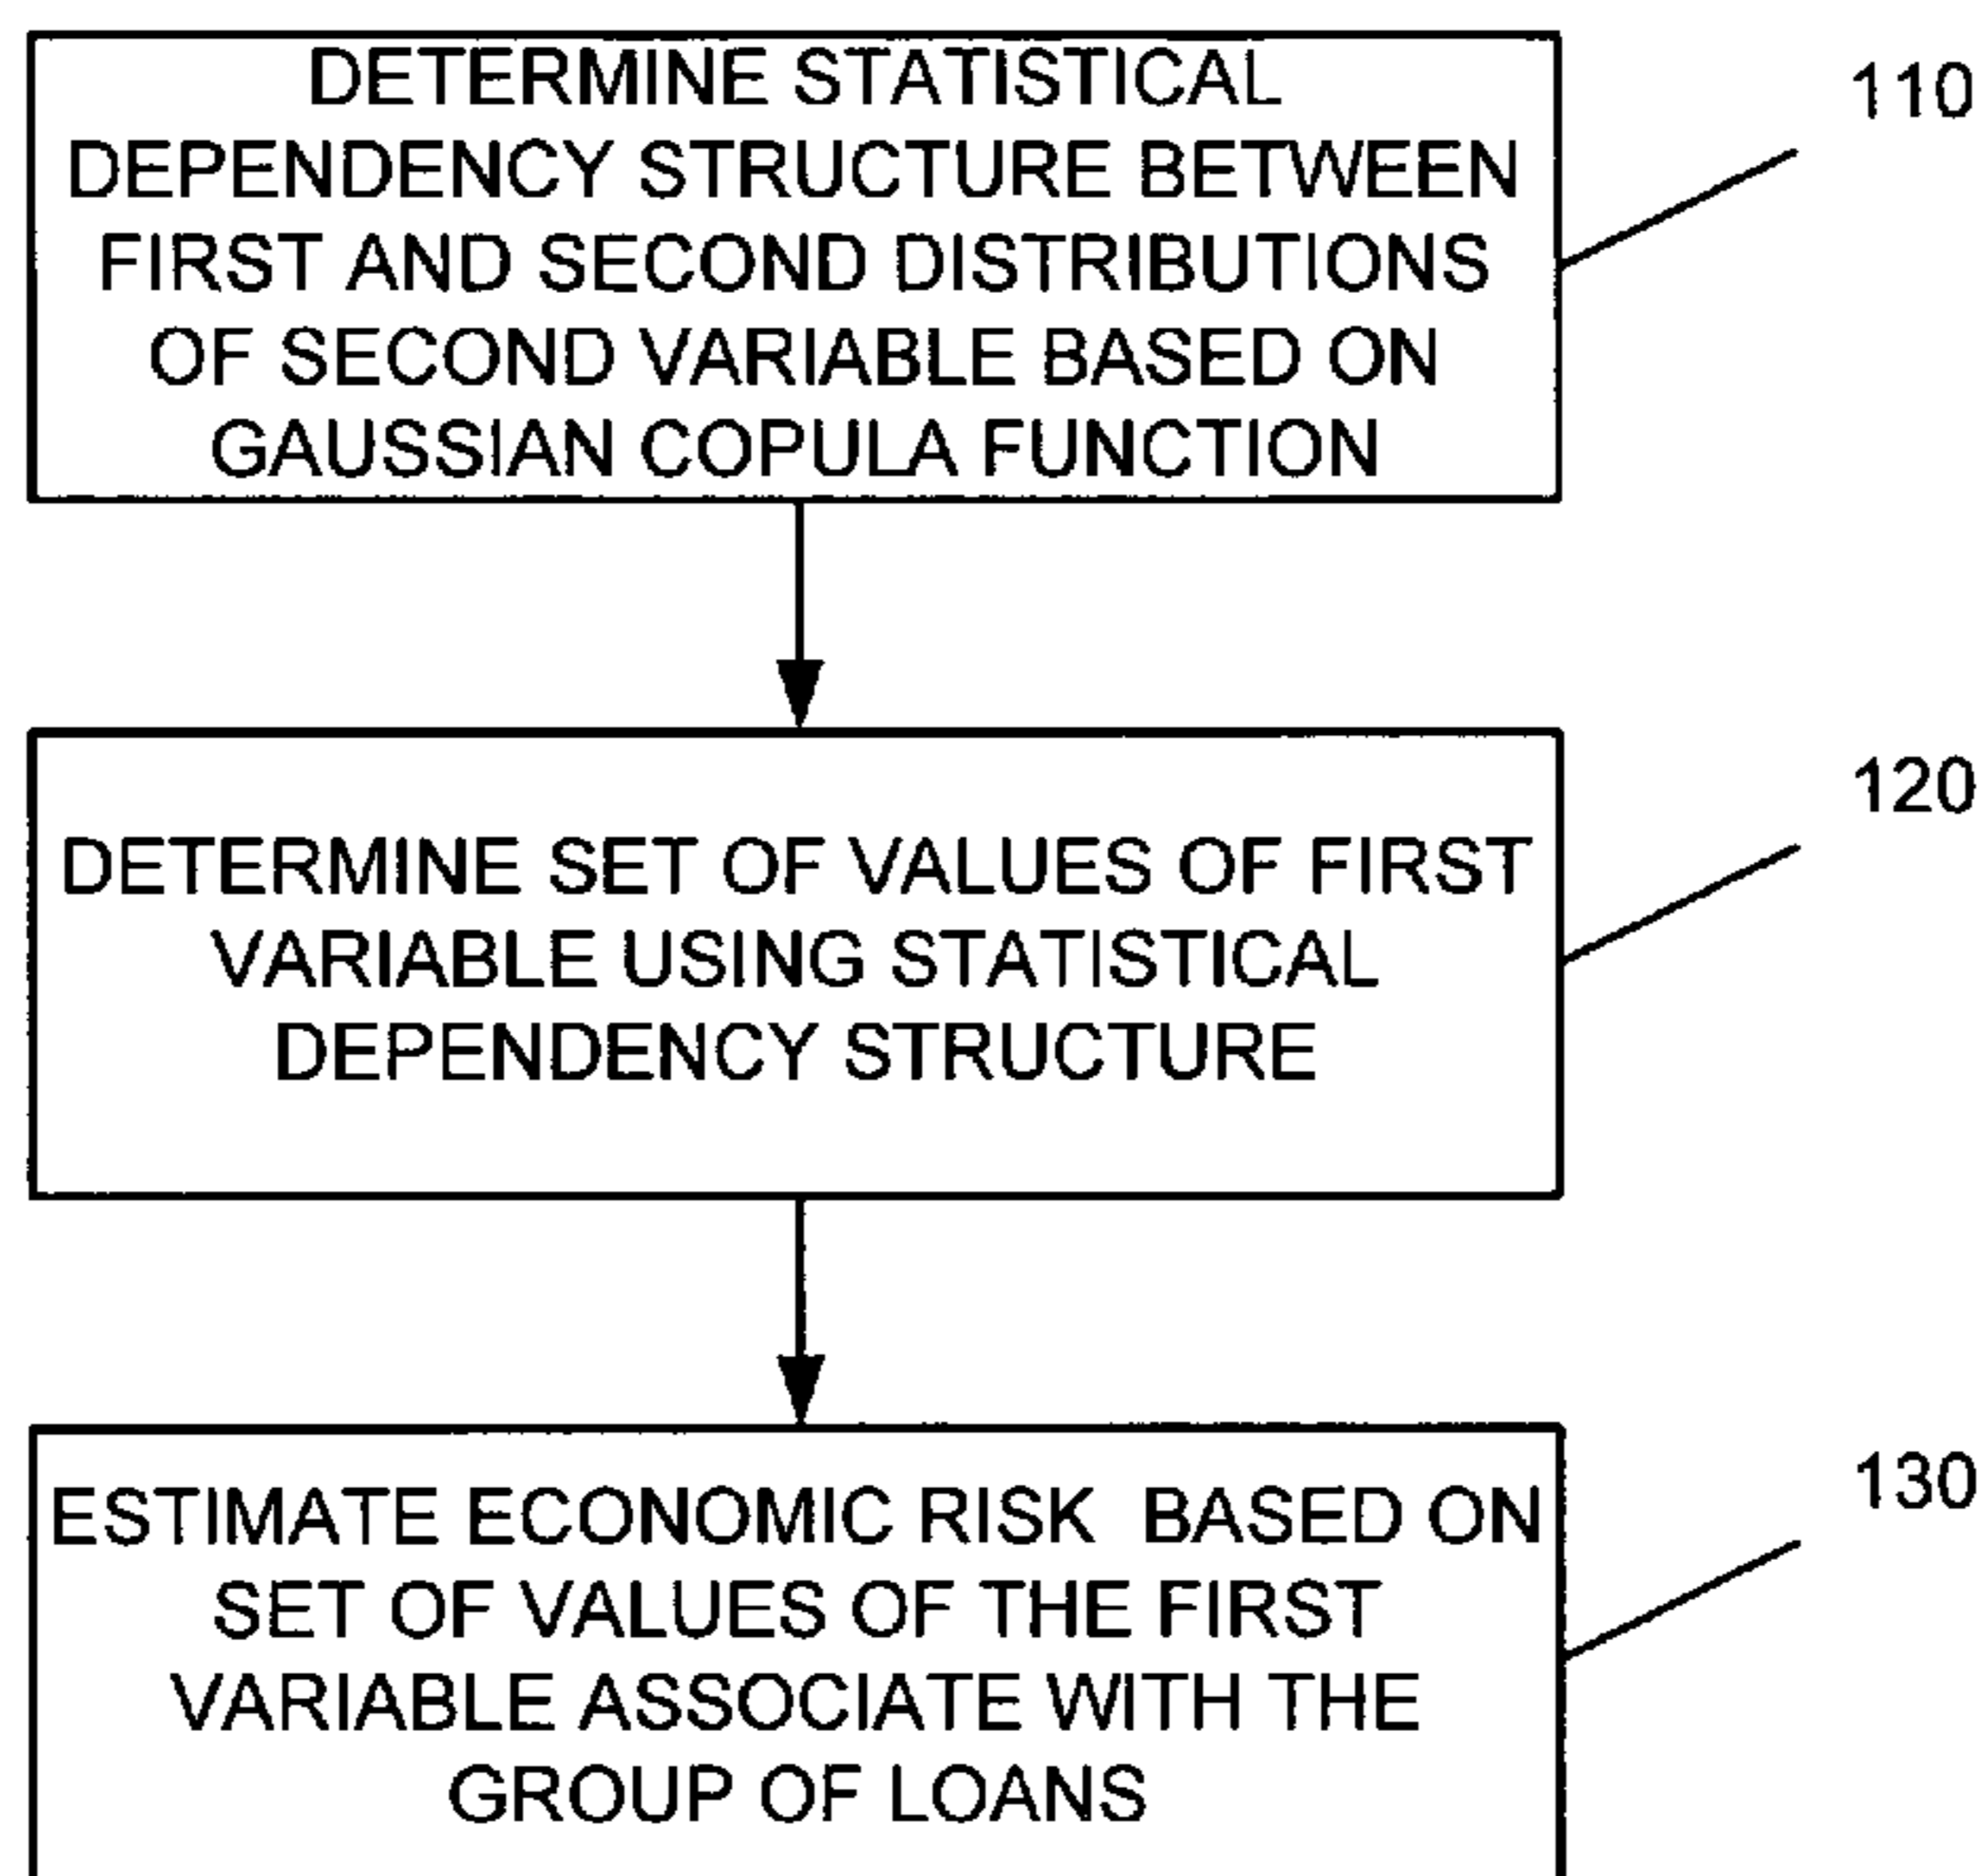 DETERMINE STATISTICAL
DEPENDENCY STRUCTURE BETWEEN
FIRST AND SECOND DISTRIBUTIONS
OF SECOND VARIABLE BASED ON
GAUSSIAN COPULA FUNCTION
110
DETERMINE SET OF VALUES OF FIRST
VARIABLE USING STATISTICAL
DEPENDENCY STRUCTURE
120
ESTIMATE ECONOMIC RISK BASED ON
SET OF VALUES OF THE FIRST
VARIABLE ASSOCIATE WITH THE
GROUP OF LOANS
130